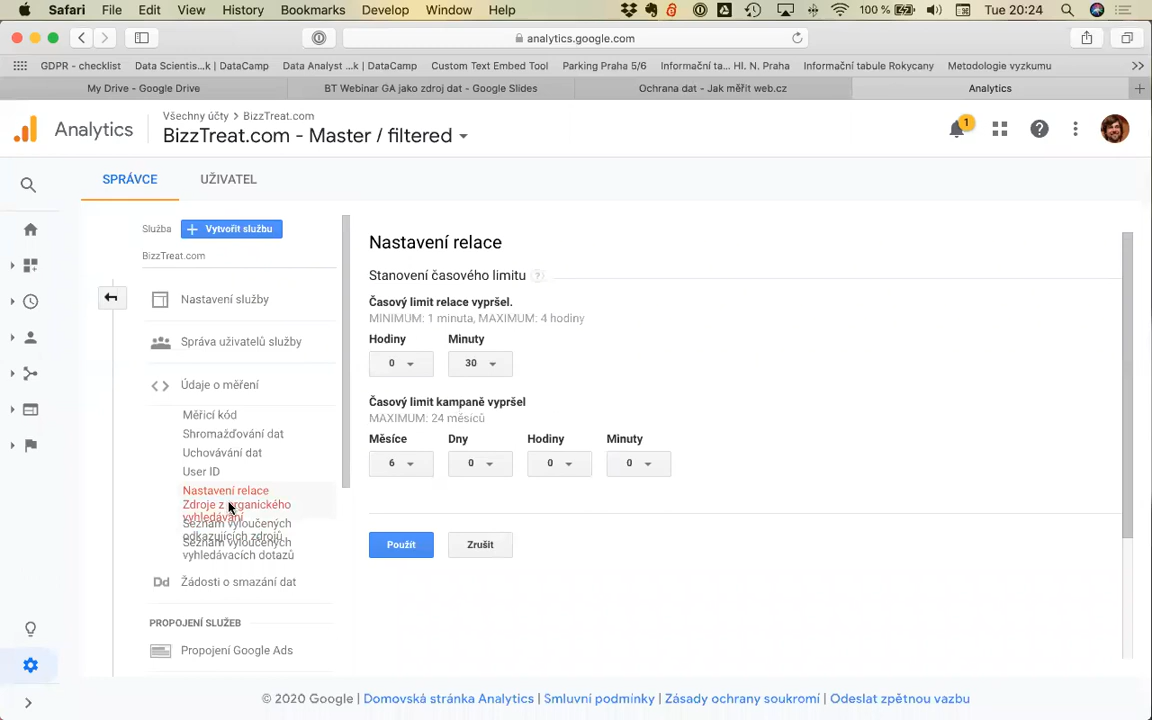 Safari File Edit View History Bookmarks Develop Window Help 100 % Tue 20:24
analytics.google.com
GDPR - checklist Data Scientis...k | DataCamp Data Analyst ...k | DataCamp Custom Text Embed Tool Parking Praha 5/6 Informační ta... Hl. N. Praha Informační tabule Rokycany Metodologie vyzkumu
My Drive - Google Drive BT Webinar GA jako zdroj dat - Google Slides Ochrana dat - Jak měřit web.cz Analytics
Analytics
Všechny účty > BizzTreat.com
BizzTreat.com - Master / filtered
1
SPRÁVCE UŽIVATEL
Služba + Vytvořit službu
BizzTreat.com
Nastavení služby
Správa uživatelů služby
Údaje o měření
Měřicí kód
Shromažďování dat
Uchovávání dat
User ID
Nastavení relace
Zdroje z organického
vyhledávání
Seznam vyloučených
odkazujících zdrojů
Seznam vyloučených
vyhledávacích dotazů
Dd Žádosti o smazání dat
PROPOJENÍ SLUŽEB
Propojení Google Ads
Nastavení relace
Stanovení časového limitu ?
Časový limit relace vypršel.
MINIMUM: 1 minuta, MAXIMUM: 4 hodiny
Hodiny Minuty
0 30
Časový limit kampaně vypršel
MAXIMUM: 24 měsíců
Měsíce Dny Hodiny Minuty
6 0 0 0
Použít Zrušit
© 2020 Google | Domovská stránka Analytics | Smluvní podmínky | Zásady ochrany soukromí | Odeslat zpětnou vazbu